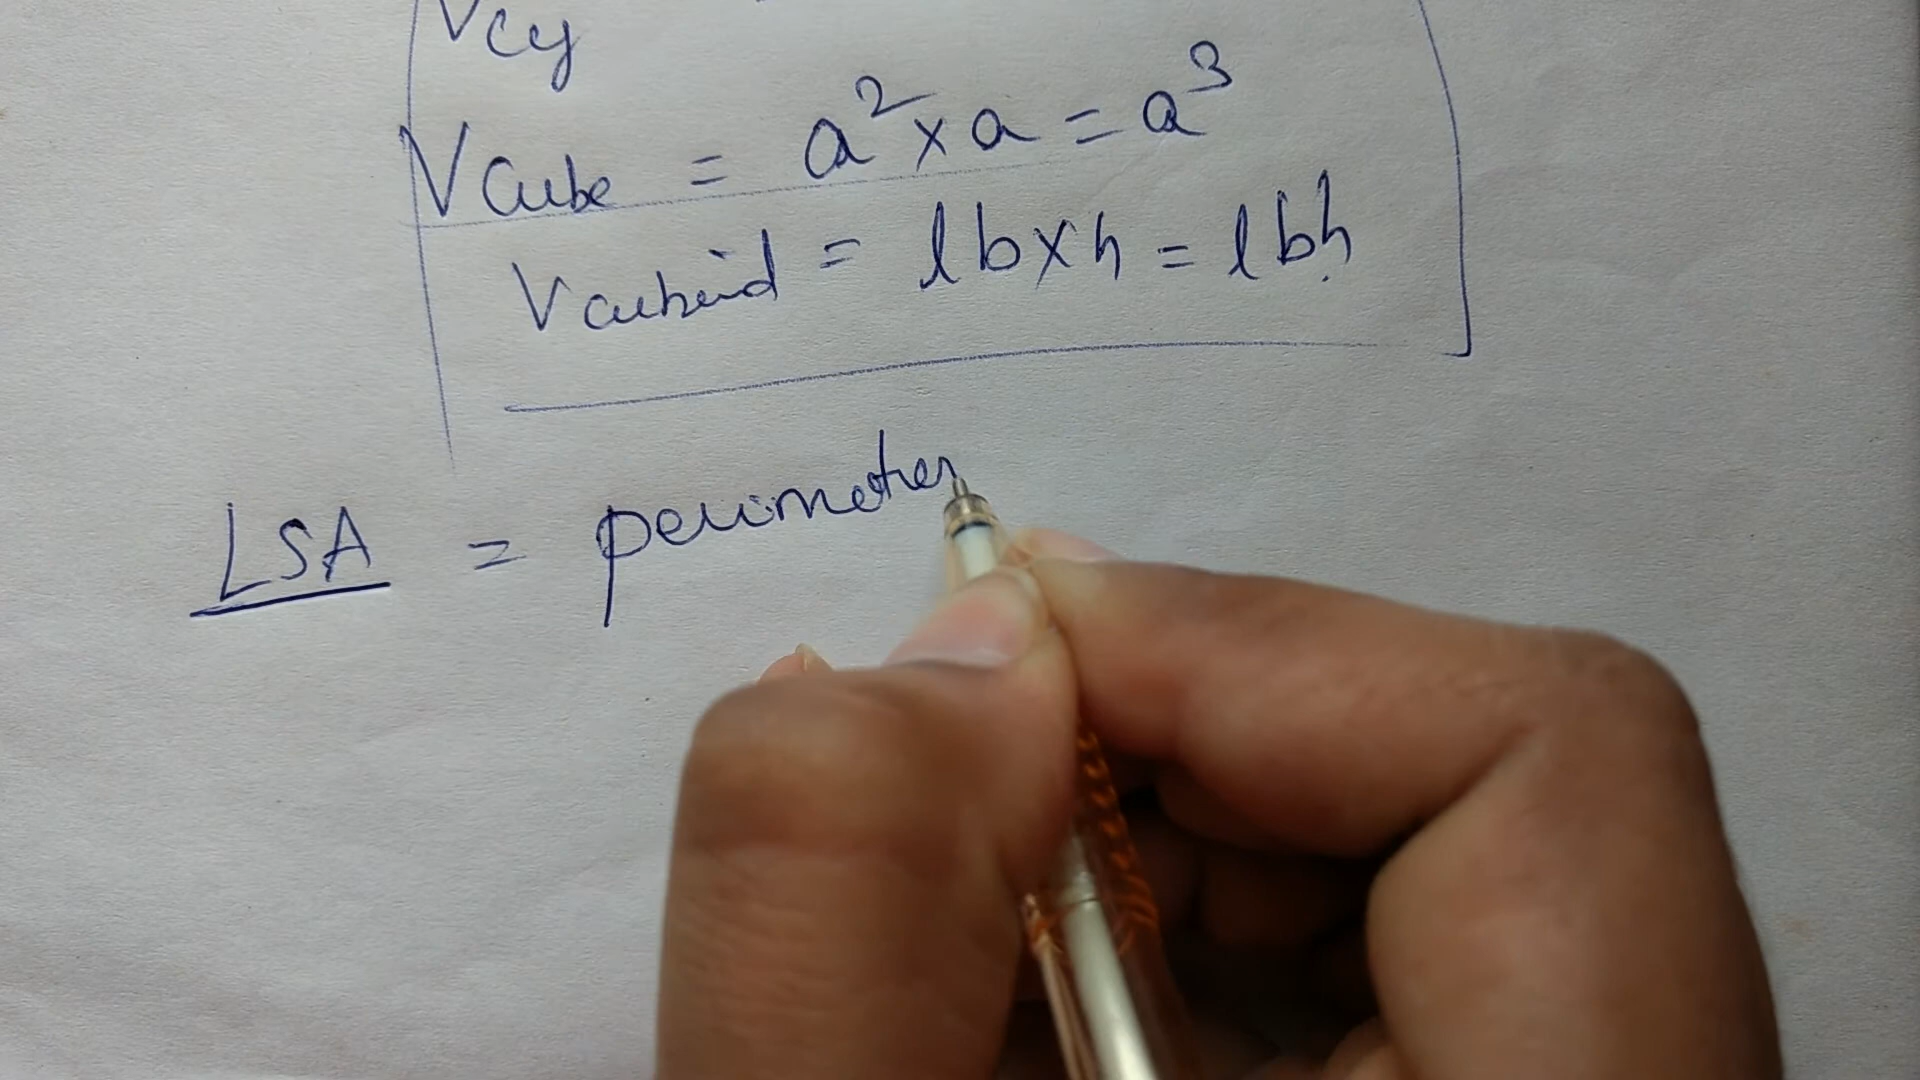 Vcy
Vcube = a² × a = a³
Vcuboid = lb × h = lbh
LSA = perimeter